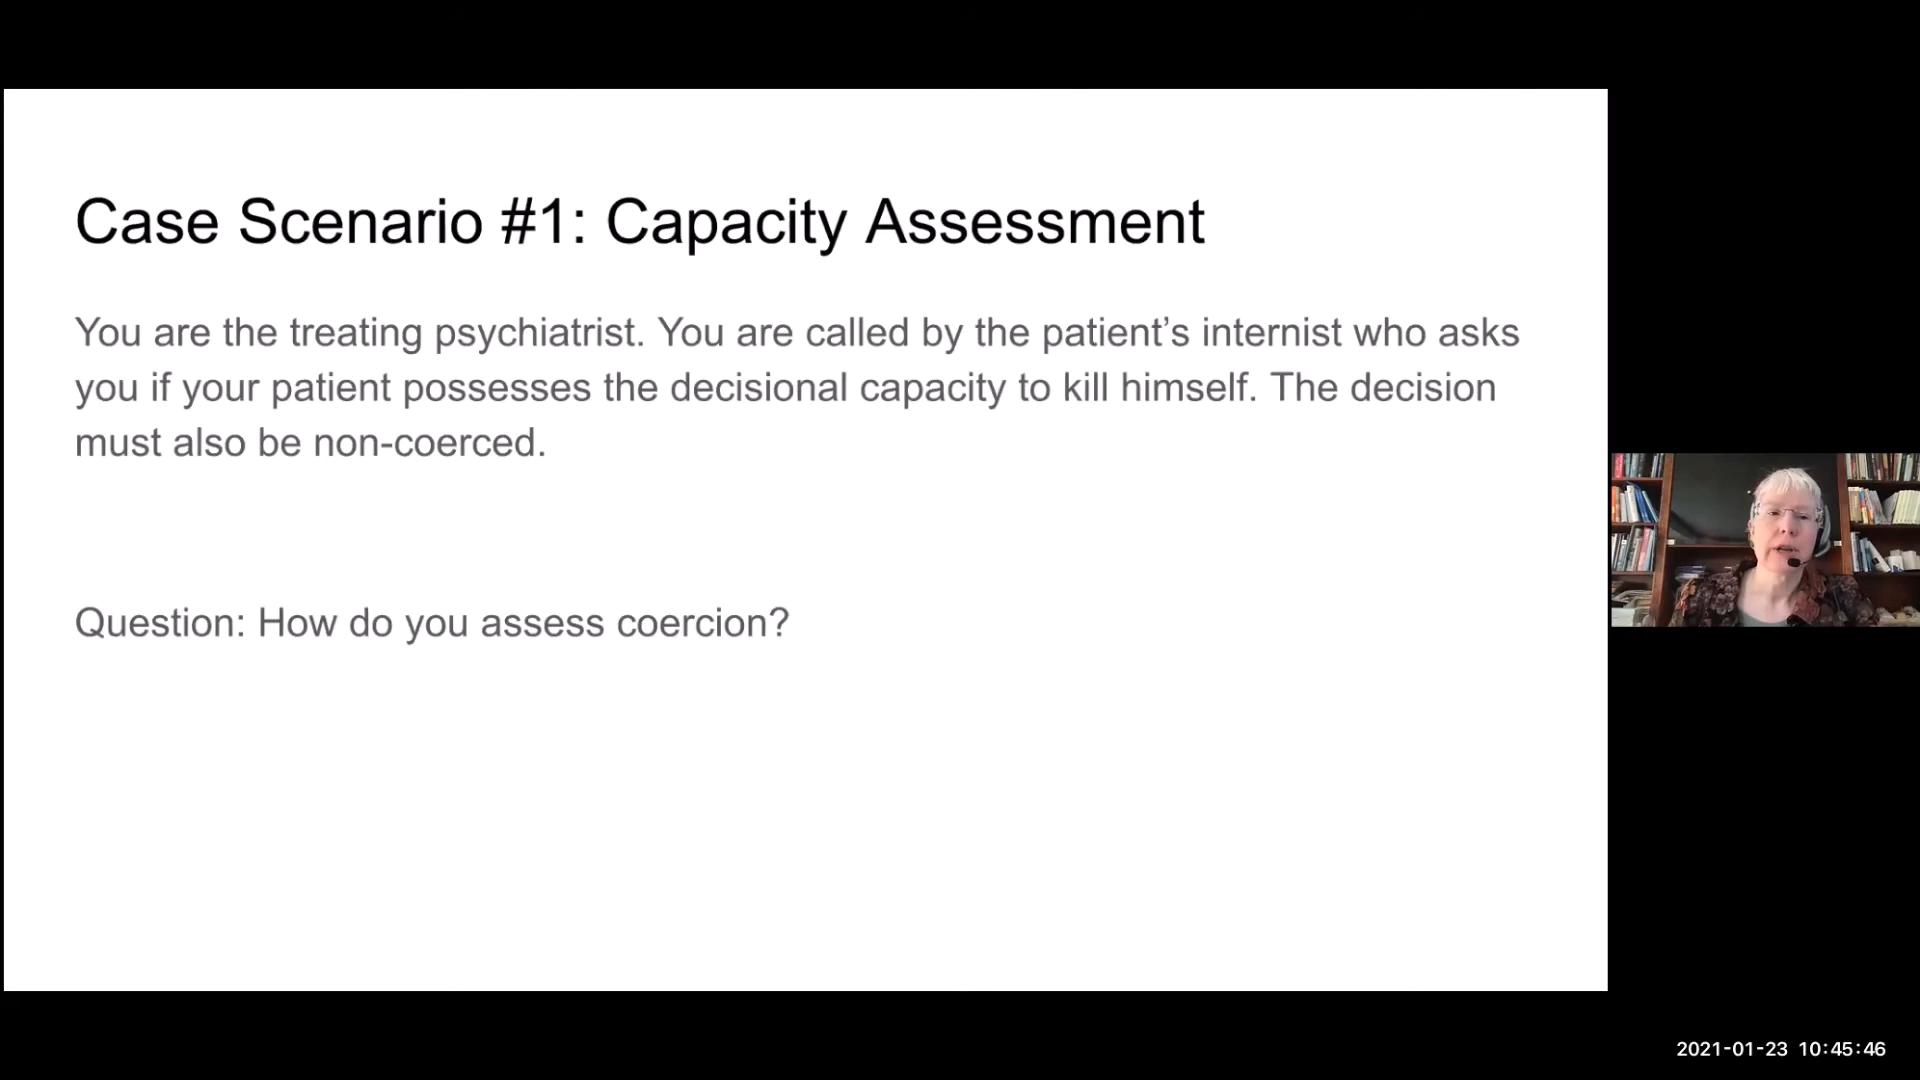 Case Scenario #1: Capacity Assessment
You are the treating psychiatrist. You are called by the patient’s internist who asks
you if your patient possesses the decisional capacity to kill himself. The decision
must also be non-coerced.
Question: How do you assess coercion?
2021-01-23 10:45:46